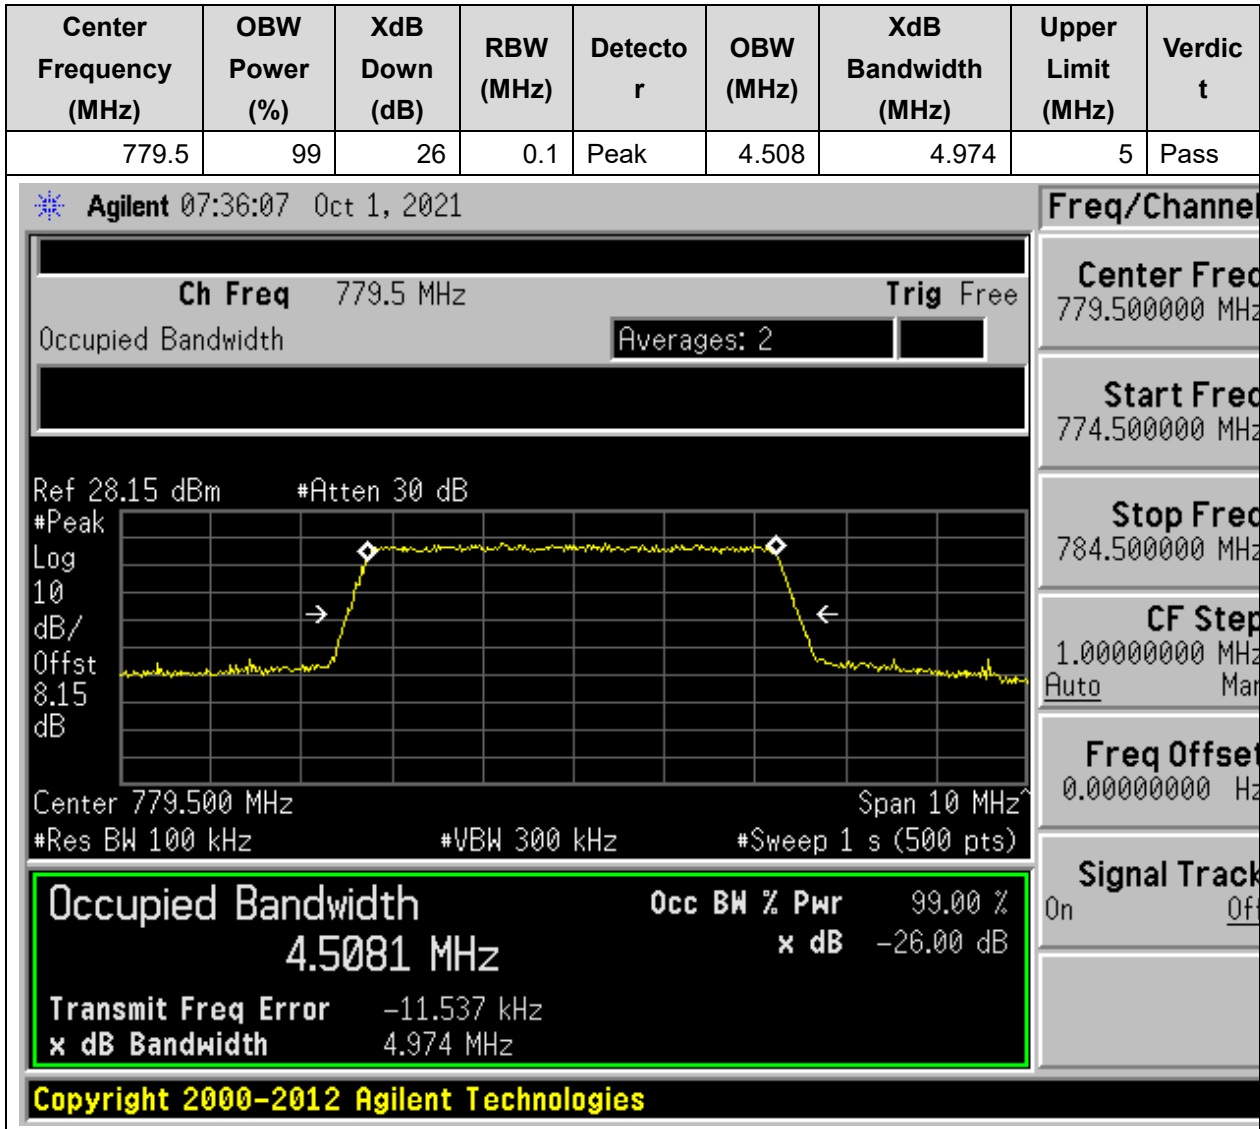 Center Frequency (MHz) OBW Power (%) XdB Down (dB) RBW (MHz) Detector OBW (MHz) XdB Bandwidth (MHz) Upper Limit (MHz) Verdict
779.5 99 26 0.1 Peak 4.508 4.974 5 Pass
Agilent 07:36:07 Oct 1, 2021
Freq/Channel
Ch Freq 779.5 MHz Trig Free
Occupied Bandwidth Averages: 2
Center Freq
779.500000 MHz
Start Freq
774.500000 MHz
Stop Freq
784.500000 MHz
CF Step
1.00000000 MHz
Auto Man
Freq Offset
0.00000000 Hz
Signal Track
On Off
Ref 28.15 dBm #Atten 30 dB
#Peak
Log
10
dB/
Offst
8.15
dB
Center 779.500 MHz Span 10 MHz^
#Res BW 100 kHz #VBW 300 kHz #Sweep 1 s (500 pts)
Occupied Bandwidth
4.5081 MHz
Occ BW % Pwr 99.00 %
x dB -26.00 dB
Transmit Freq Error -11.537 kHz
x dB Bandwidth 4.974 MHz
Copyright 2000-2012 Agilent Technologies